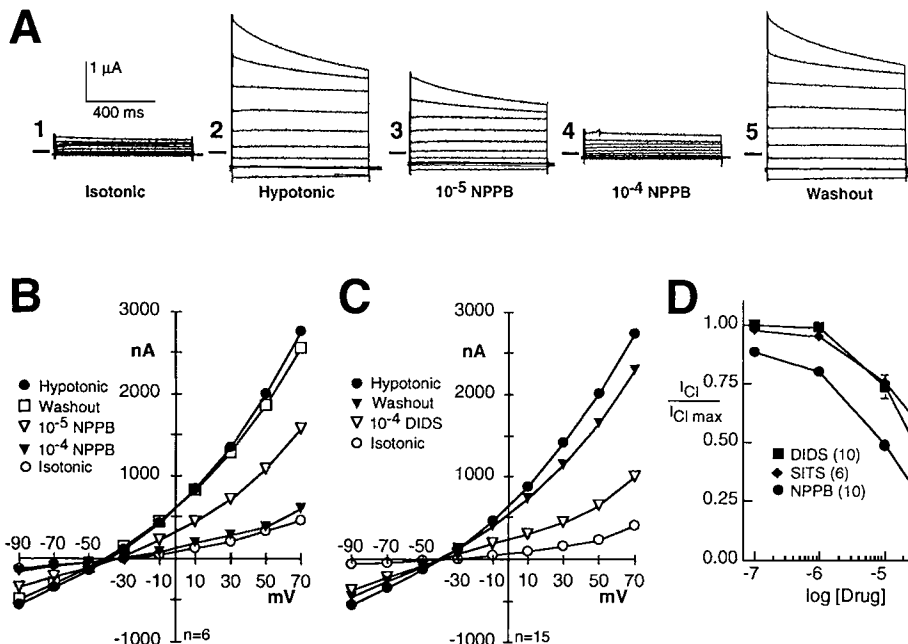 A
1 μA
400 ms
1
2
3
4
5
Isotonic
Hypotonic
10-5 NPPB
10-4 NPPB
Washout
B
3000
nA
2000
1000
-1000
Hypotonic
Washout
10-5 NPPB
10-4 NPPB
Isotonic
-90 -70 -50
-30 -10 10 30 50 70
mV
n=6
C
3000
nA
2000
1000
-1000
Hypotonic
Washout
10-4 DIDS
Isotonic
-90 -70 -50
-30 -10 10 30 50 70
mV
n=15
D
1.00
0.75
0.50
0.25
0.00
ICl
ICl max
DIDS (10)
SITS (6)
NPPB (10)
-7 -6 -5
log [Drug]